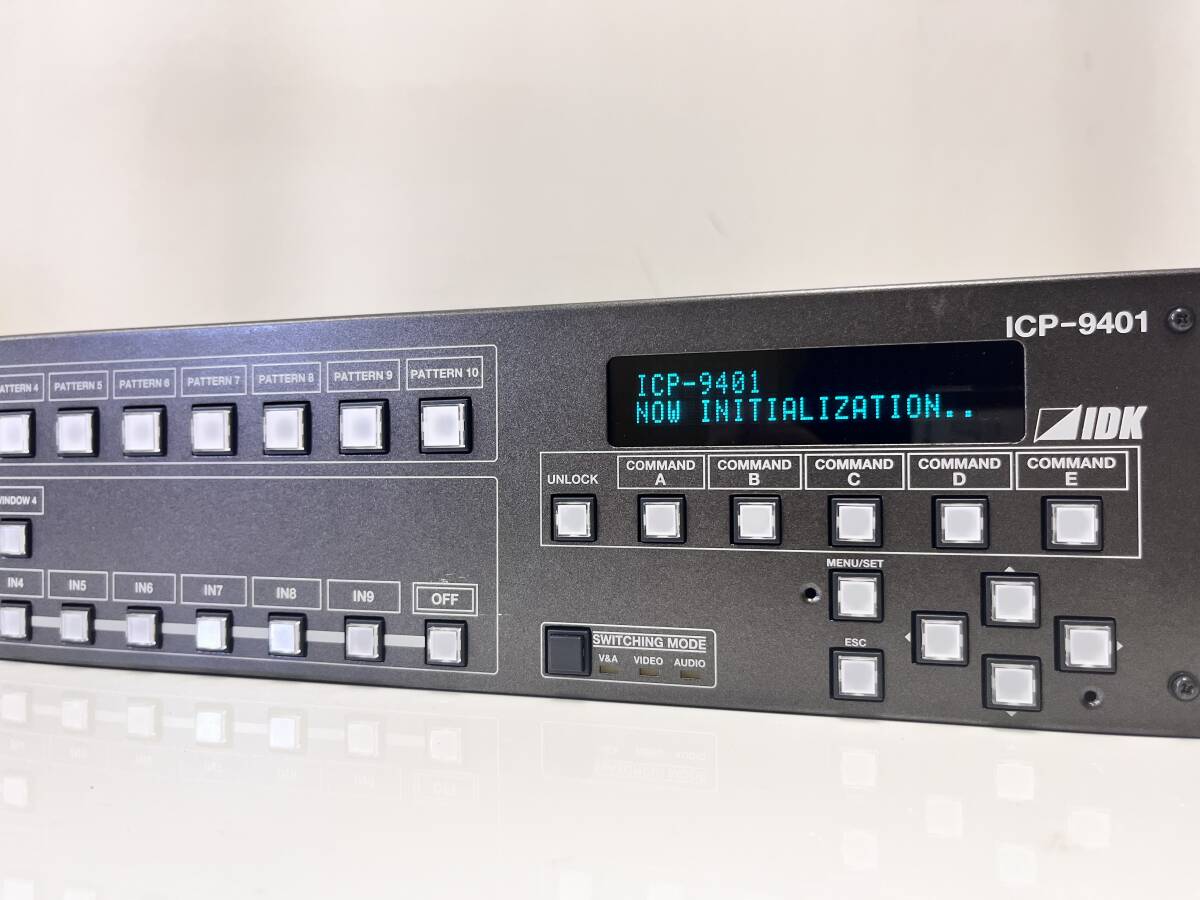 ICP-9401
ICP-9401
NOW INITIALIZATION..
IDK
PATTERN 4 PATTERN 5 PATTERN 6 PATTERN 7 PATTERN 8 PATTERN 9 PATTERN 10
UNLOCK COMMAND A COMMAND B COMMAND C COMMAND D COMMAND E
WINDOW 4
IN4 IN5 IN6 IN7 IN8 IN9 OFF
MENU/SET
ESC
SWITCHING MODE
V&A VIDEO AUDIO